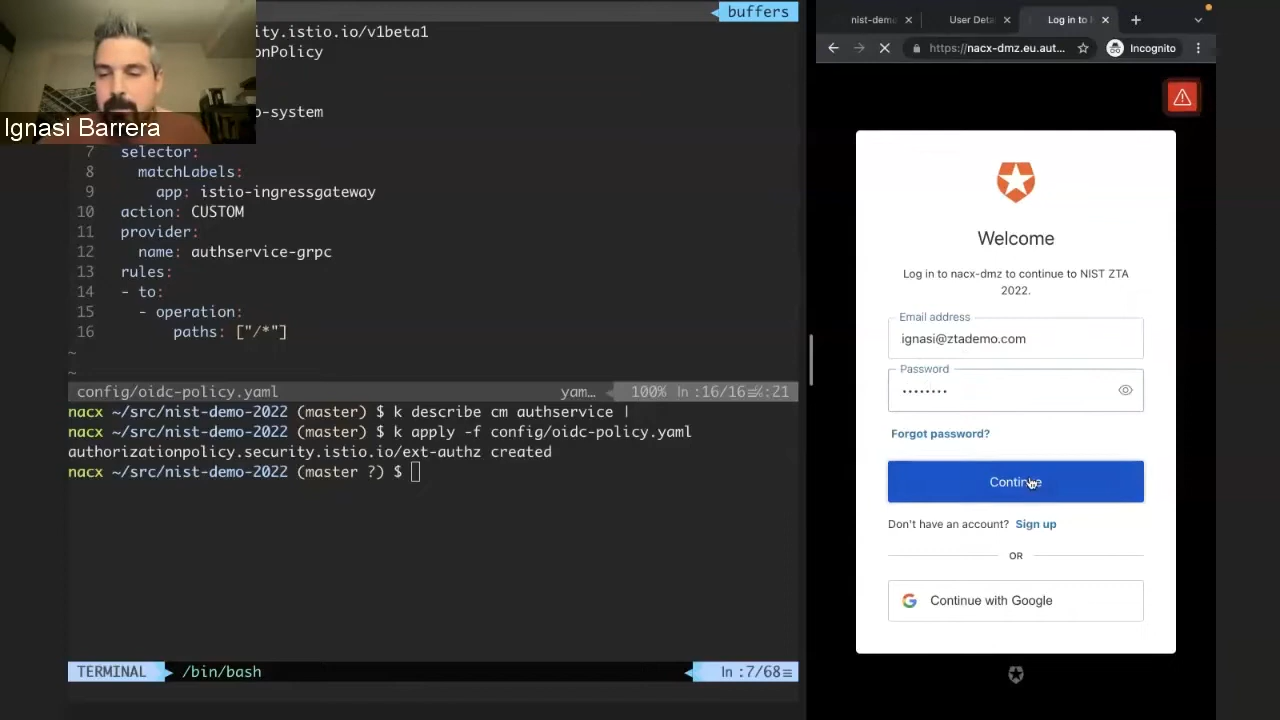 buffers
ity.istio.io/v1beta1
onPolicy
o-system
Ignasi Barrera
7 selector:
8 matchLabels:
9 app: istio-ingressgateway
10 action: CUSTOM
11 provider:
12 name: authservice-grpc
13 rules:
14 - to:
15 - operation:
16 paths: ["/*"]
~
~
config/oidc-policy.yaml yam… 100% ln :16/16
nacx ~/src/nist-demo-2022 (master) $ k describe cm authservice |
nacx ~/src/nist-demo-2022 (master) $ k apply -f config/oidc-policy.yaml
authorizationpolicy.security.istio.io/ext-authz created
nacx ~/src/nist-demo-2022 (master ?) $
TERMINAL /bin/bash ln :7/68
nist-demo
User Deta
Log in to
https://nacx-dmz.eu.aut... Incognito
Welcome
Log in to nacx-dmz to continue to NIST ZTA
2022.
Email address
ignasi@ztademo.com
Password
••••••••
Forgot password?
Continue
Don't have an account? Sign up
OR
Continue with Google